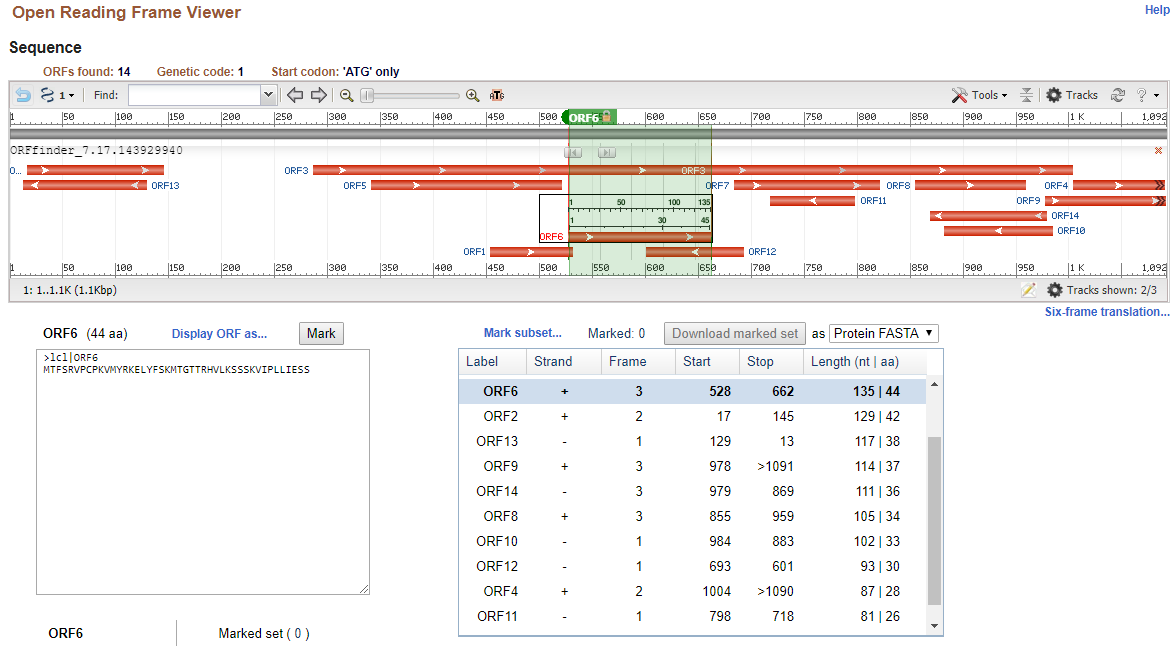 Open Reading Frame Viewer
Help
Sequence
ORFs found: 14 Genetic code: 1 Start codon: 'ATG' only
1 Find: Tools Tracks ?
1 50 100 150 200 250 300 350 400 450 500 ORF6 600 650 700 750 800 850 900 950 1 K 1,092
ORFfinder_7.17.143929940
O... ORF3 ORF3
ORF13 ORF5 ORF7 ORF8 ORF4
1 50 100 135 ORF11 ORF9
1 30 45 ORF14
ORF6 ORF10
ORF1 ORF12
1 50 100 150 200 250 300 350 400 450 500 550 600 650 700 750 800 850 900 950 1 K 1,092
1: 1..1.1K (1.1Kbp) Tracks shown: 2/3
Six-frame translation...
ORF6 (44 aa) Display ORF as... Mark
Mark subset... Marked: 0 Download marked set as Protein FASTA
>lcl|ORF6
MTFSRVPCPKVMYRKELYFSKMTGTTRHVLKSSSKVIPLLIESS
Label Strand Frame Start Stop Length (nt | aa)
ORF6 + 3 528 662 135 | 44
ORF2 + 2 17 145 129 | 42
ORF13 - 1 129 13 117 | 38
ORF9 + 3 978 >1091 114 | 37
ORF14 - 3 979 869 111 | 36
ORF8 + 3 855 959 105 | 34
ORF10 - 1 984 883 102 | 33
ORF12 - 1 693 601 93 | 30
ORF4 + 2 1004 >1090 87 | 28
ORF11 - 1 798 718 81 | 26
ORF6 Marked set ( 0 )